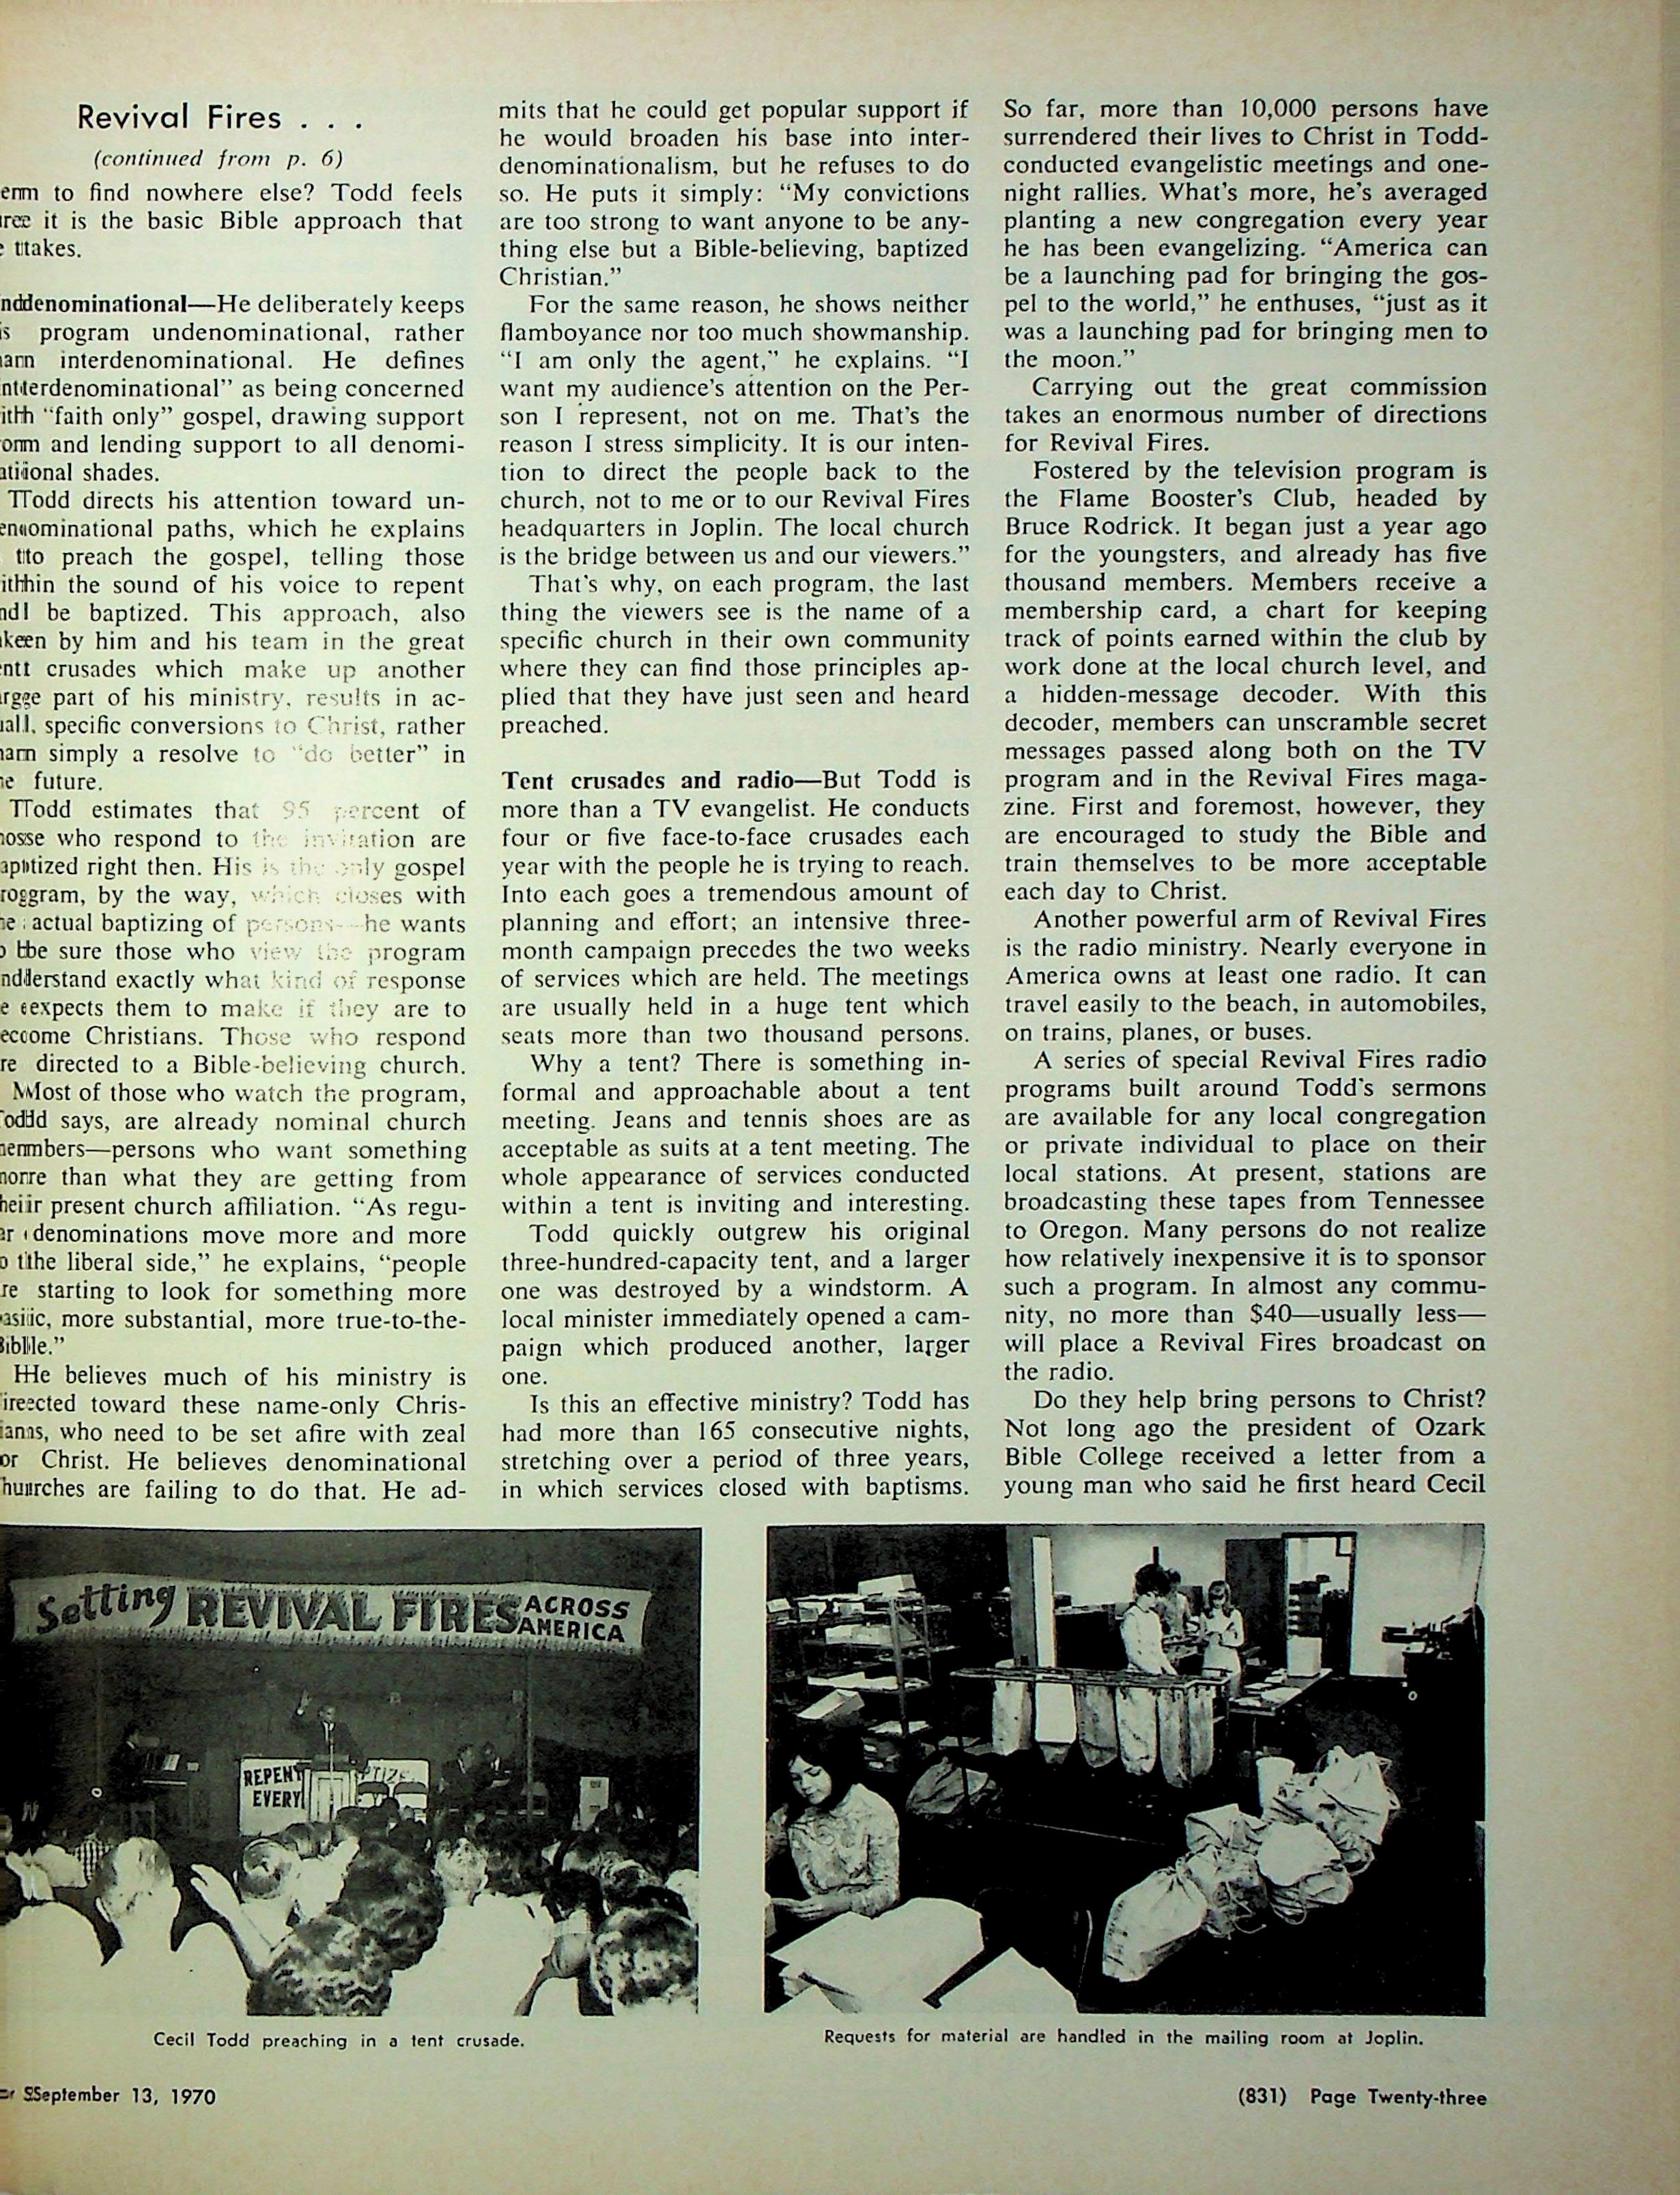 Revival Fires . . .
(continued from p. 6)
to find nowhere else? Todd feels
it is the basic Bible approach that
takes.
nddenominational—He deliberately keeps
program undenominational, rather
interdenominational. He defines
interdenominational” as being concerned
“faith only” gospel, drawing support
and lending support to all denomi-
national shades.
Todd directs his attention toward un-
denominational paths, which he explains
to preach the gospel, telling those
within the sound of his voice to repent
and be baptized. This approach, also
by him and his team in the great
crusades which make up another
part of his ministry, results in ac-
specific conversions to Christ, rather
simply a resolve to “do better” in
future.
Todd estimates that 95 percent of
who respond to the invitation are
baptized right then. His is the only gospel
program, by the way, which closes with
actual baptizing of persons—he wants
be sure those who view the program
understand exactly what kind of response
expects them to make if they are to
become Christians. Those who respond
directed to a Bible-believing church.
Most of those who watch the program,
Todd says, are already nominal church
members—persons who want something
more than what they are getting from
their present church affiliation. “As regu-
denominations move more and more
the liberal side,” he explains, “people
starting to look for something more
basic, more substantial, more true-to-the-
Bible.”
He believes much of his ministry is
directed toward these name-only Chris-
tians, who need to be set afire with zeal
for Christ. He believes denominational
churches are failing to do that. He ad-
mits that he could get popular support if
he would broaden his base into inter-
denominationalism, but he refuses to do
so. He puts it simply: “My convictions
are too strong to want anyone to be any-
thing else but a Bible-believing, baptized
Christian.”
For the same reason, he shows neither
flamboyance nor too much showmanship.
“I am only the agent,” he explains. “I
want my audience’s attention on the Per-
son I represent, not on me. That’s the
reason I stress simplicity. It is our inten-
tion to direct the people back to the
church, not to me or to our Revival Fires
headquarters in Joplin. The local church
is the bridge between us and our viewers.”
That’s why, on each program, the last
thing the viewers see is the name of a
specific church in their own community
where they can find those principles ap-
plied that they have just seen and heard
preached.
Tent crusades and radio—But Todd is
more than a TV evangelist. He conducts
four or five face-to-face crusades each
year with the people he is trying to reach.
Into each goes a tremendous amount of
planning and effort; an intensive three-
month campaign precedes the two weeks
of services which are held. The meetings
are usually held in a huge tent which
seats more than two thousand persons.
Why a tent? There is something in-
formal and approachable about a tent
meeting. Jeans and tennis shoes are as
acceptable as suits at a tent meeting. The
whole appearance of services conducted
within a tent is inviting and interesting.
Todd quickly outgrew his original
three-hundred-capacity tent, and a larger
one was destroyed by a windstorm. A
local minister immediately opened a cam-
paign which produced another, larger
one.
Is this an effective ministry? Todd has
had more than 165 consecutive nights,
stretching over a period of three years,
in which services closed with baptisms.
So far, more than 10,000 persons have
surrendered their lives to Christ in Todd-
conducted evangelistic meetings and one-
night rallies. What’s more, he’s averaged
planting a new congregation every year
he has been evangelizing. “America can
be a launching pad for bringing the gos-
pel to the world,” he enthuses, “just as it
was a launching pad for bringing men to
the moon.”
Carrying out the great commission
takes an enormous number of directions
for Revival Fires.
Fostered by the television program is
the Flame Booster’s Club, headed by
Bruce Rodrick. It began just a year ago
for the youngsters, and already has five
thousand members. Members receive a
membership card, a chart for keeping
track of points earned within the club by
work done at the local church level, and
a hidden-message decoder. With this
decoder, members can unscramble secret
messages passed along both on the TV
program and in the Revival Fires maga-
zine. First and foremost, however, they
are encouraged to study the Bible and
train themselves to be more acceptable
each day to Christ.
Another powerful arm of Revival Fires
is the radio ministry. Nearly everyone in
America owns at least one radio. It can
travel easily to the beach, in automobiles,
on trains, planes, or buses.
A series of special Revival Fires radio
programs built around Todd’s sermons
are available for any local congregation
or private individual to place on their
local stations. At present, stations are
broadcasting these tapes from Tennessee
to Oregon. Many persons do not realize
how relatively inexpensive it is to sponsor
such a program. In almost any commu-
nity, no more than $40—usually less—
will place a Revival Fires broadcast on
the radio.
Do they help bring persons to Christ?
Not long ago the president of Ozark
Bible College received a letter from a
young man who said he first heard Cecil
Setting REVIVAL FIRES ACROSS
AMERICA
REPENT
EVERY
Cecil Todd preaching in a tent crusade.
Requests for material are handled in the mailing room at Joplin.
September 13, 1970
(831) Page Twenty-three